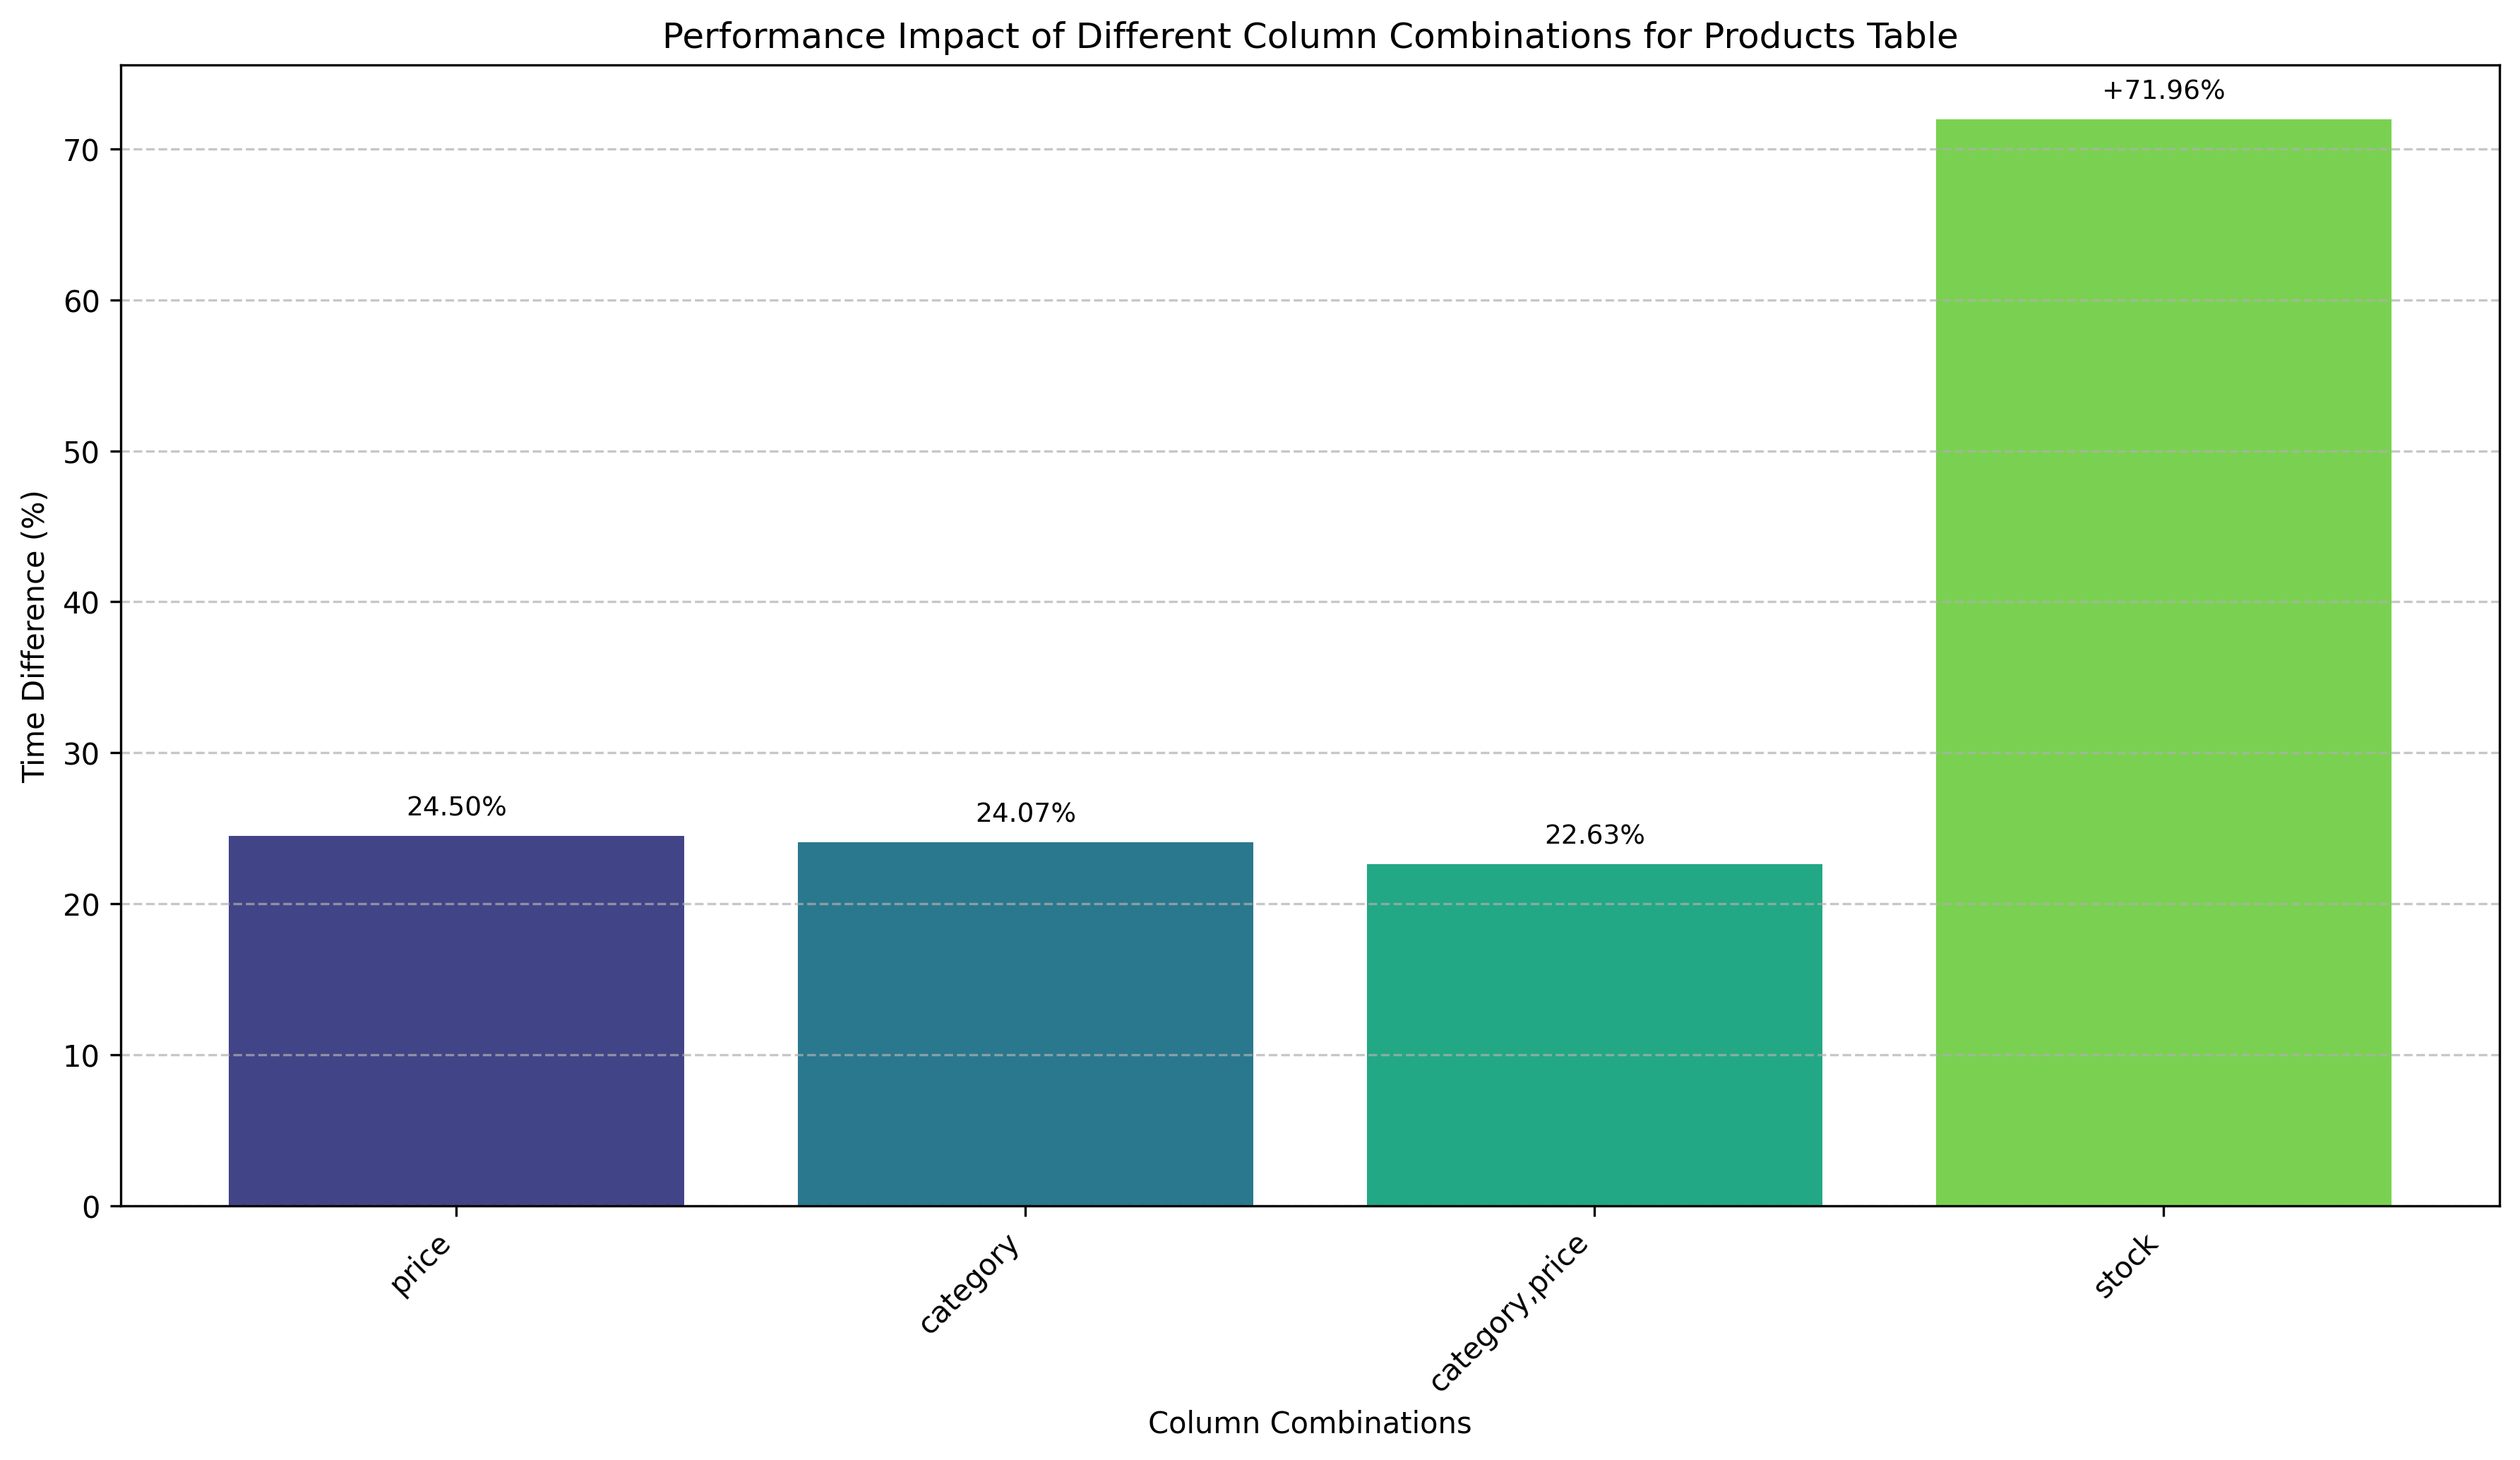 Performance Impact of Different Column Combinations for Products Table
+71.96%
70
60
50
40
30
20
10
0
Time Difference (%)
24.50%
24.07%
22.63%
price
category
category,price
stock
Column Combinations